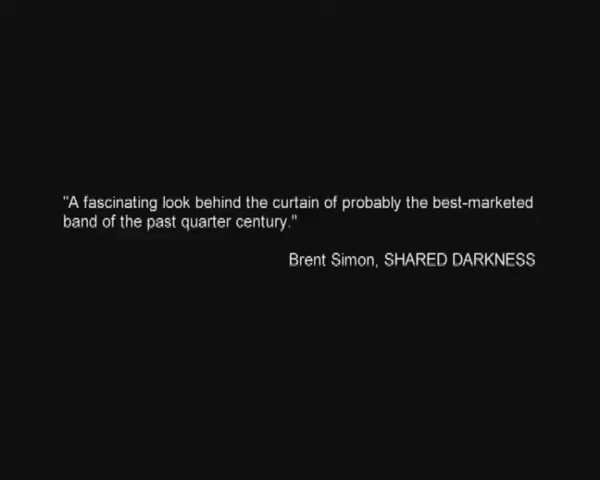 "A fascinating look behind the curtain of probably the best-marketed
band of the past quarter century."
Brent Simon, SHARED DARKNESS